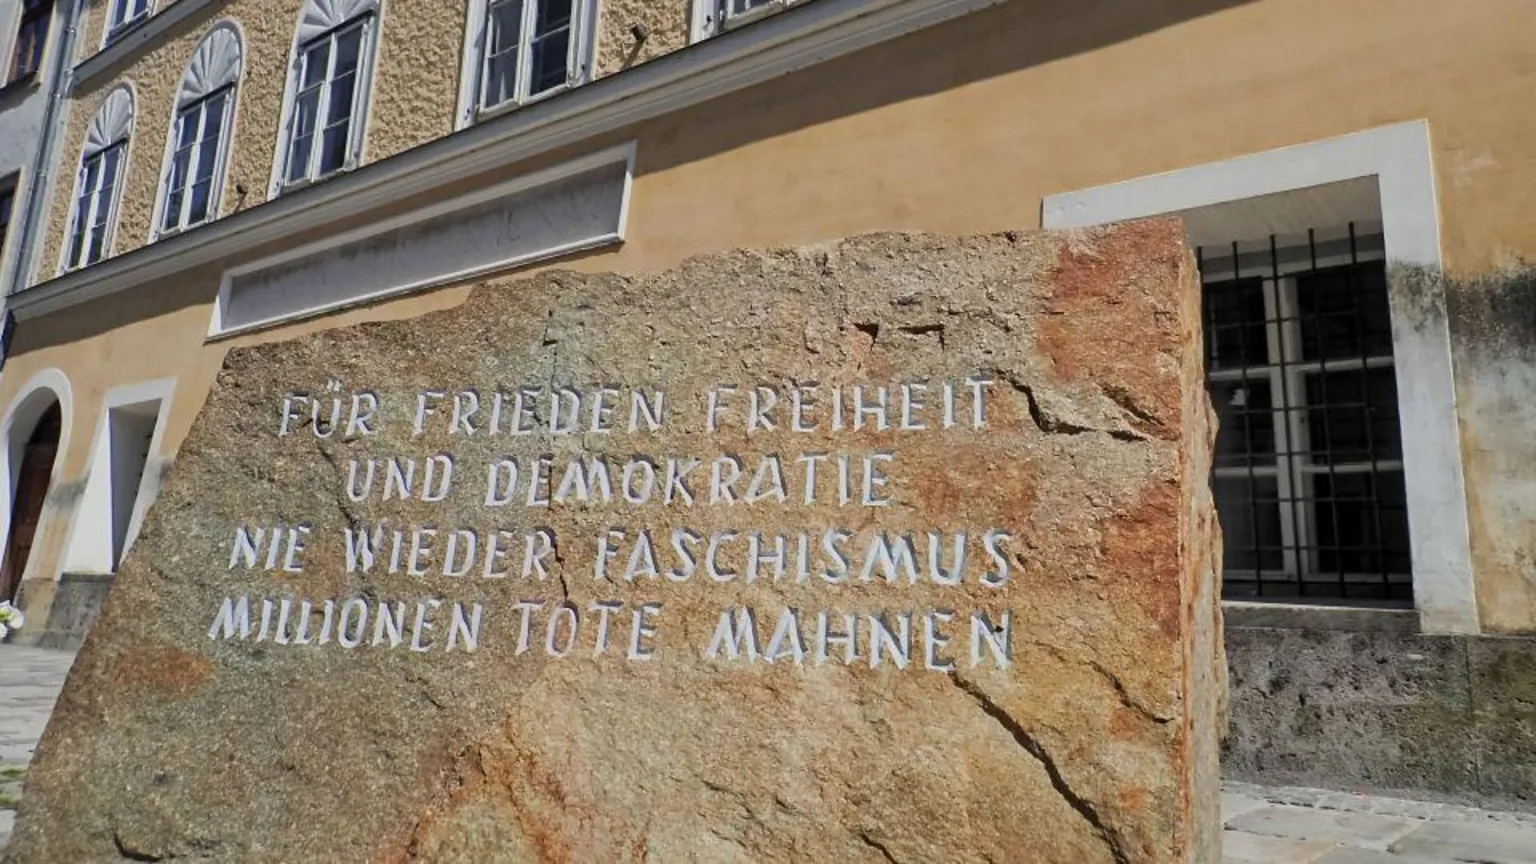 FÜR FRIEDEN FREIHEIT
UND DEMOKRATIE
NIE WIEDER FASCHISMUS
MILLIONEN TOTE MAHNEN